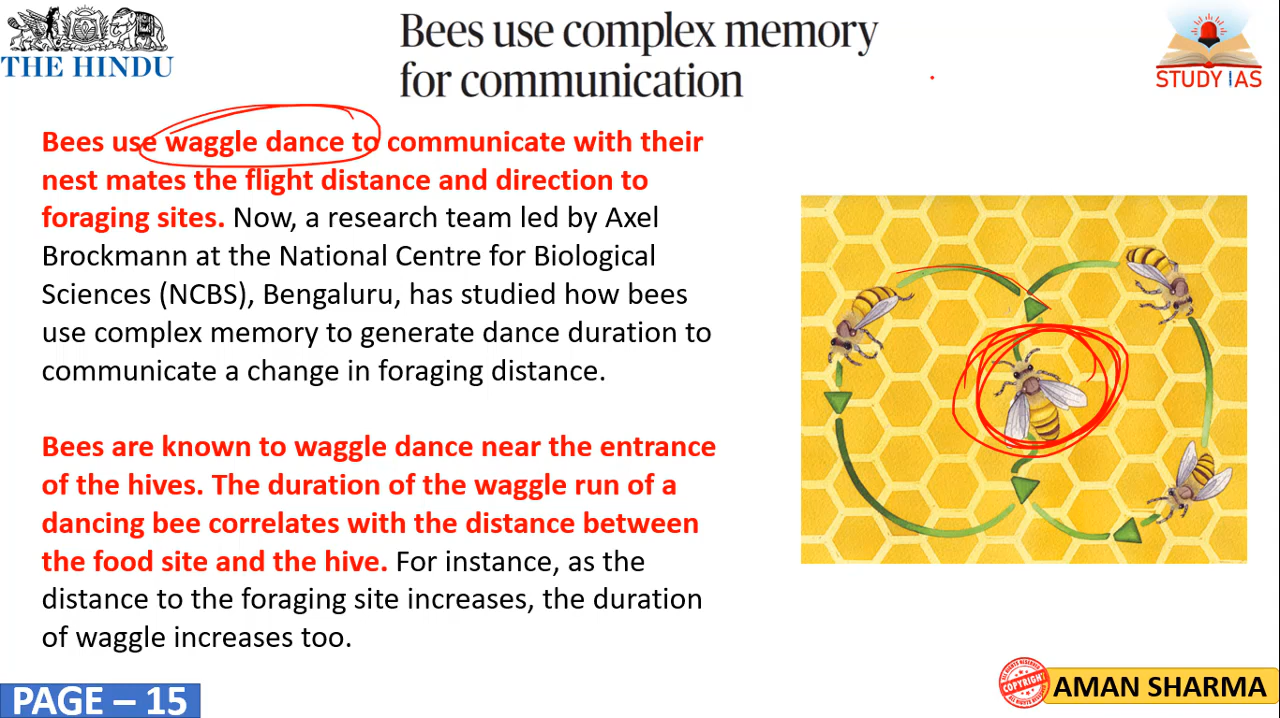 THE HINDU
Bees use complex memory
for communication
STUDY IAS
Bees use waggle dance to communicate with their
nest mates the flight distance and direction to
foraging sites. Now, a research team led by Axel
Brockmann at the National Centre for Biological
Sciences (NCBS), Bengaluru, has studied how bees
use complex memory to generate dance duration to
communicate a change in foraging distance.
Bees are known to waggle dance near the entrance
of the hives. The duration of the waggle run of a
dancing bee correlates with the distance between
the food site and the hive. For instance, as the
distance to the foraging site increases, the duration
of waggle increases too.
PAGE – 15
COPYRIGHT
ALL RIGHTS RESERVED
AMAN SHARMA